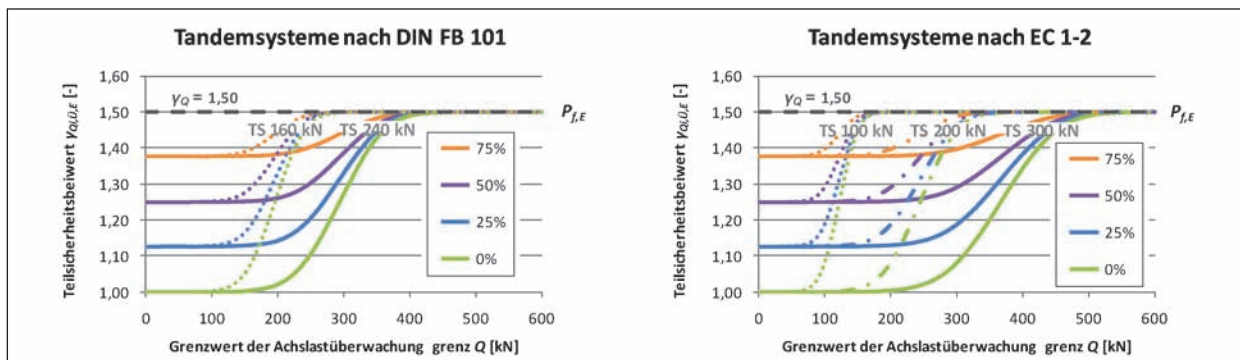 Tandemsysteme nach DIN FB 101
Teilsicherheitsbeiwert γQ,Ü,E [-]
1,60
1,50
1,40
1,30
1,20
1,10
1,00
γQ = 1,50
Pf,E
TS 160 kN
TS 240 kN
75%
50%
25%
0%
0
100
200
300
400
500
600
Grenzwert der Achslastüberwachung grenz Q [kN]
Tandemsysteme nach EC 1-2
Teilsicherheitsbeiwert γQ,Ü,E [-]
1,60
1,50
1,40
1,30
1,20
1,10
1,00
γQ = 1,50
Pf,E
TS 100 kN
TS 200 kN
TS 300 kN
75%
50%
25%
0%
0
100
200
300
400
500
600
Grenzwert der Achslastüberwachung grenz Q [kN]